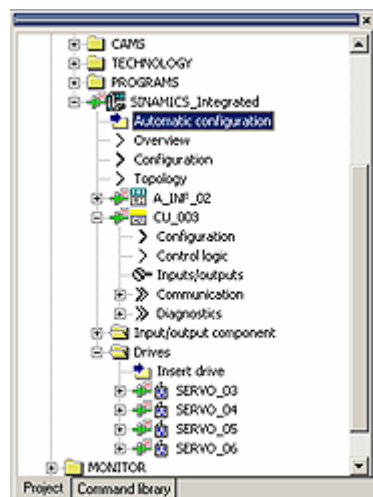 CAMS
TECHNOLOGY
PROGRAMS
SINAMICS_Integrated
Automatic configuration
Overview
Configuration
Topology
A_INF_02
CU_003
Configuration
Control logic
Inputs/outputs
Communication
Diagnostics
Input/output component
Drives
Insert drive
SERVO_03
SERVO_04
SERVO_05
SERVO_06
MONITOR
Project Command library